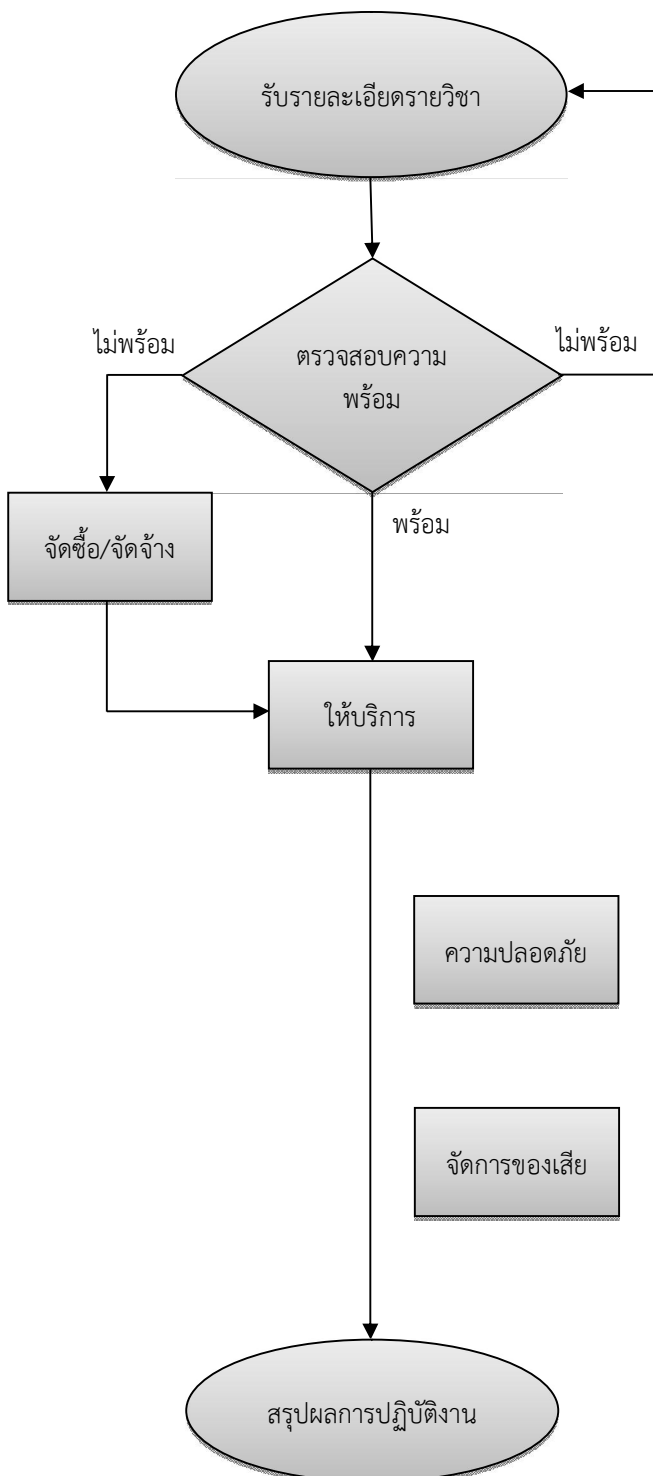 รับรายละเอียดรายวิชา
ไม่พร้อม
ไม่พร้อม
ตรวจสอบความ
พร้อม
จัดซื้อ/จัดจ้าง
พร้อม
ให้บริการ
ความปลอดภัย
จัดการของเสีย
สรุปผลการปฏิบัติงาน